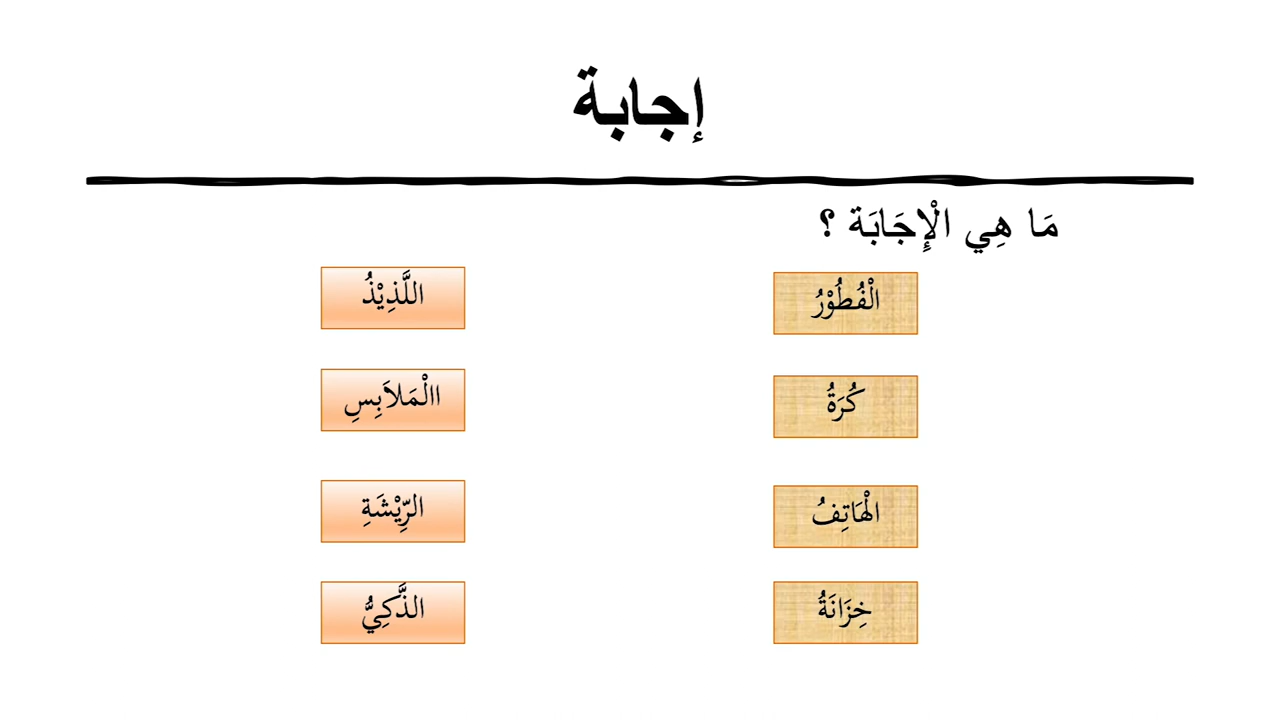 إجابة
مَا هِي الْإِجَابَة ؟
الْفُطُوْرُ
اللَّذِيْذُ
كُرَةُ
االْمَلاَبِسِ
الْهَاتِفُ
الرِّيْشَةِ
خِزَانَةُ
الذَّكِيُّ